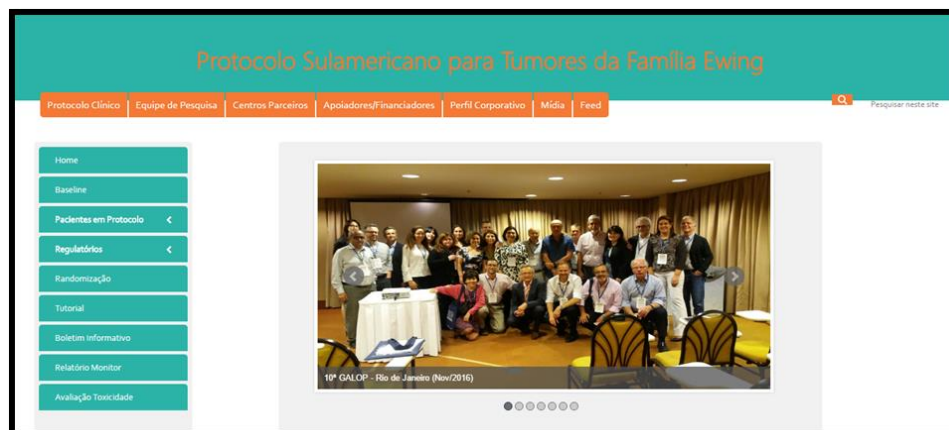 Protocolo Sulamericano para Tumores da Família Ewing
Protocolo Clínico Equipe de Pesquisa Centros Parceiros Apoiadores/Financiadores Perfil Corporativo Mídia Feed Pesquisar neste site
Home
Baseline
Pacientes em Protocolo
Regulatórios
Randomização
Tutorial
Boletim Informativo
Relatório Monitor
Avaliação Toxicidade
10ª GALOP - Rio de Janeiro (Nov/2016)